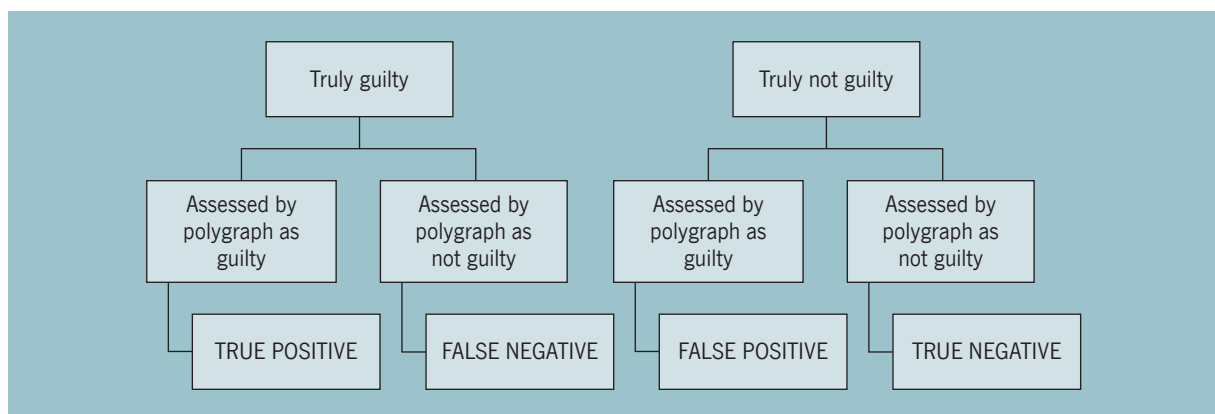 Truly guilty
Truly not guilty
Assessed by
polygraph as
guilty
Assessed by
polygraph as
not guilty
Assessed by
polygraph as
guilty
Assessed by
polygraph as
not guilty
TRUE POSITIVE
FALSE NEGATIVE
FALSE POSITIVE
TRUE NEGATIVE